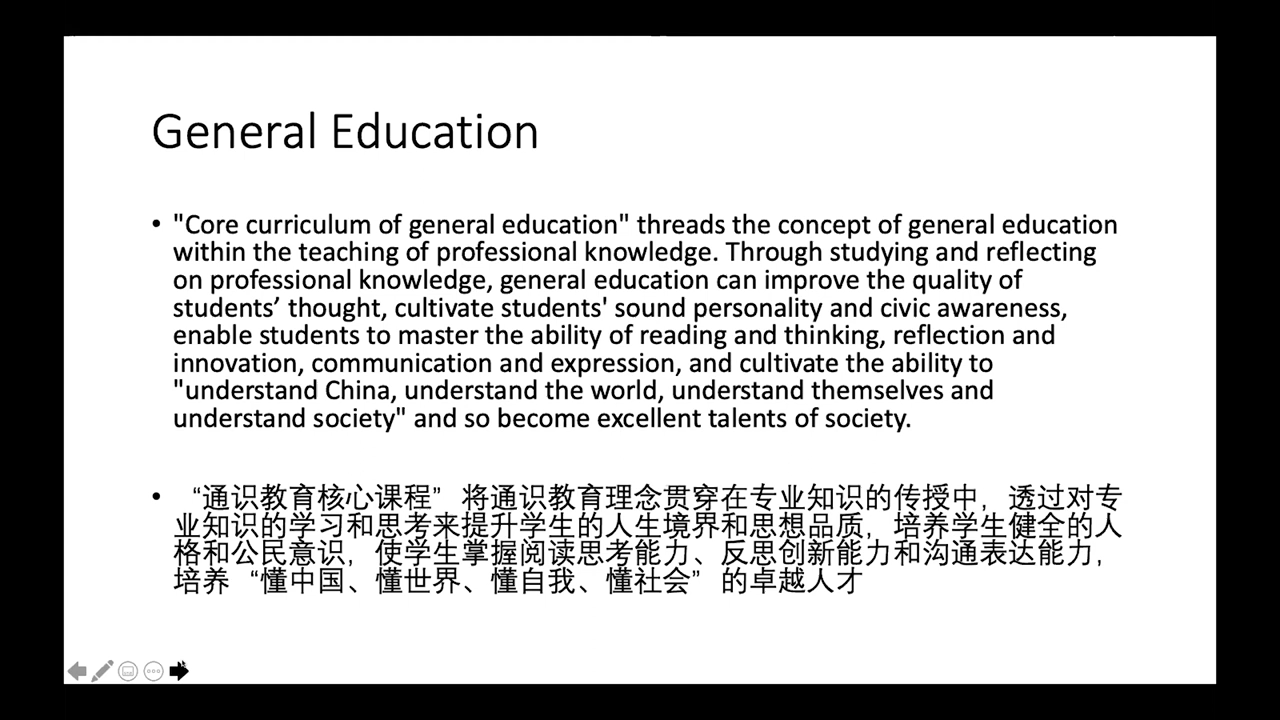 General Education
• "Core curriculum of general education" threads the concept of general education
within the teaching of professional knowledge. Through studying and reflecting
on professional knowledge, general education can improve the quality of
students’ thought, cultivate students' sound personality and civic awareness,
enable students to master the ability of reading and thinking, reflection and
innovation, communication and expression, and cultivate the ability to
"understand China, understand the world, understand themselves and
understand society" and so become excellent talents of society.
• “通识教育核心课程” 将通识教育理念贯穿在专业知识的传授中，透过对专
业知识的学习和思考来提升学生的人生境界和思想品质，培养学生健全的人
格和公民意识，使学生掌握阅读思考能力、反思创新能力和沟通表达能力，
培养 “懂中国、懂世界、懂自我、懂社会” 的卓越人才